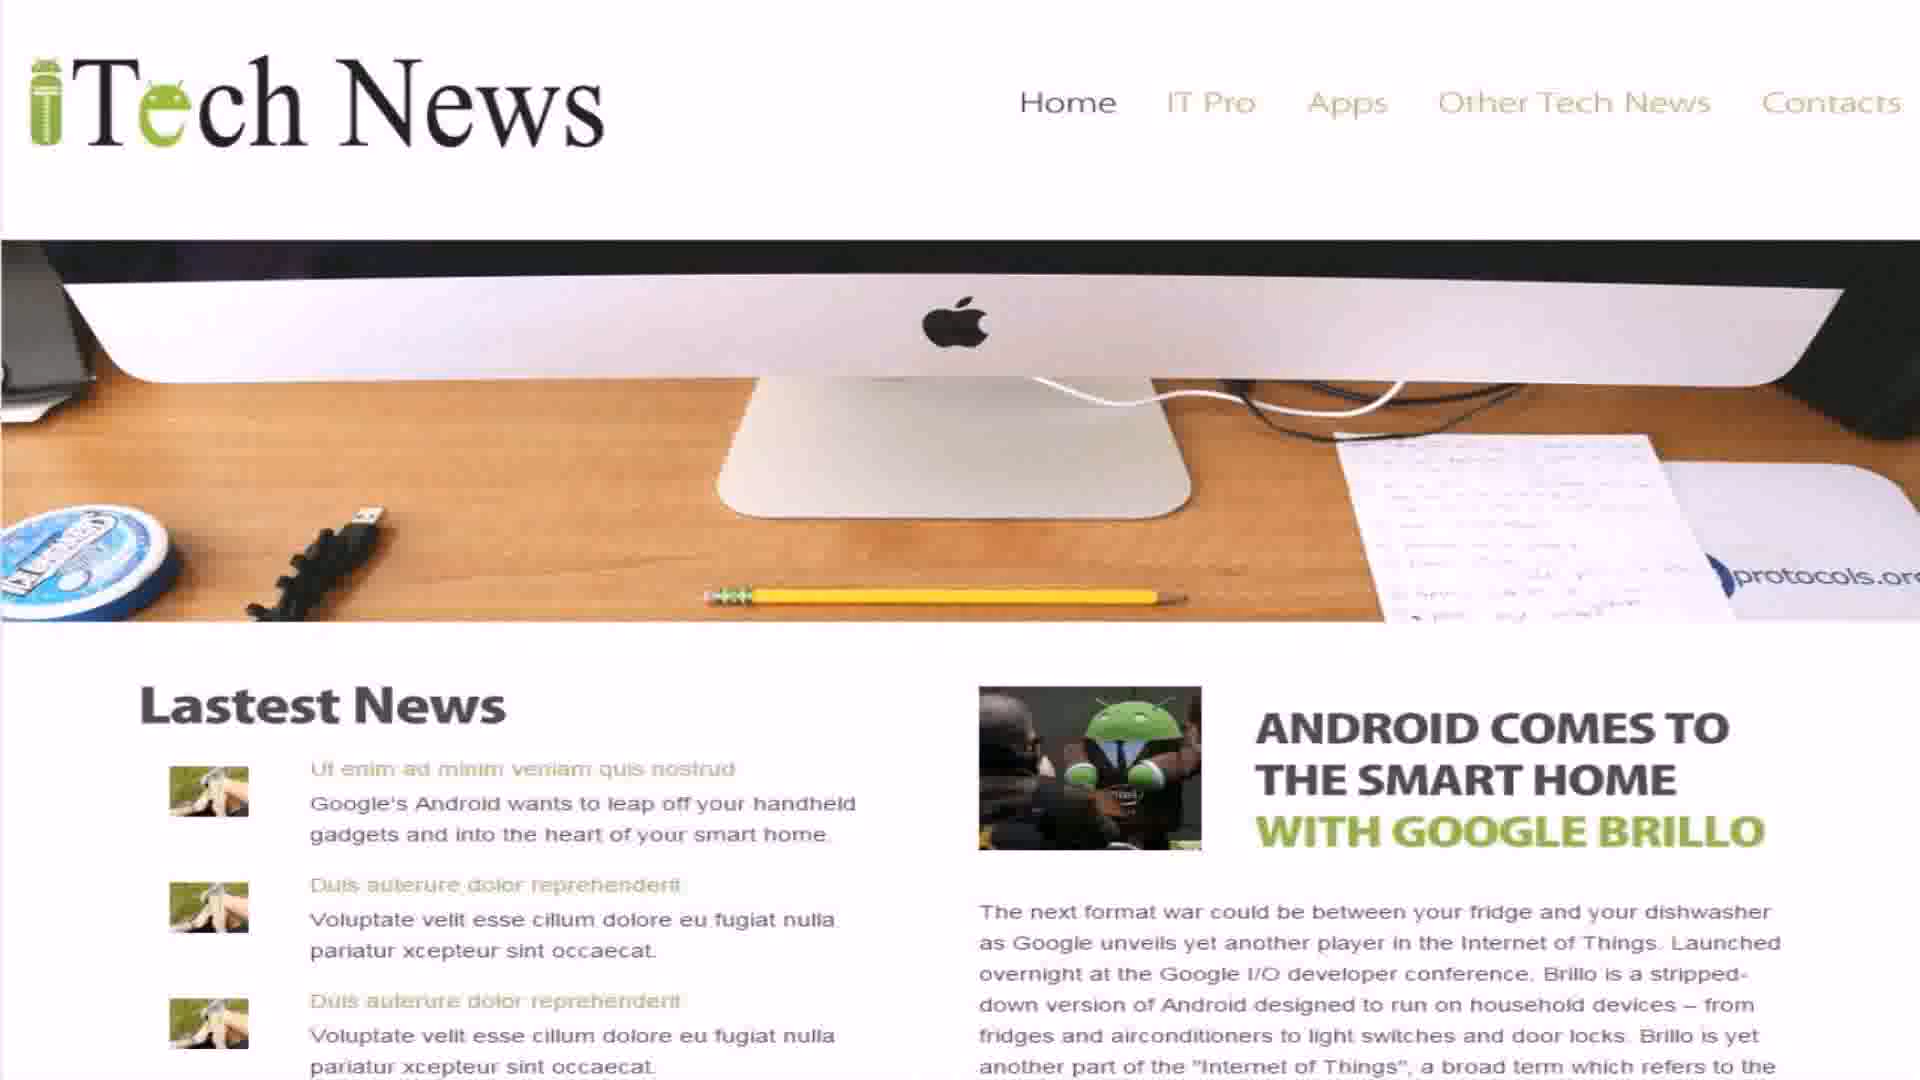 iTech News
Home IT Pro Apps Other Tech News Contacts
protocols.org
Lastest News
Ut enim ad minim veniam quis nostrud
Google's Android wants to leap off your handheld
gadgets and into the heart of your smart home.
Duis auterure dolor reprehenderit
Voluptate velit esse cillum dolore eu fugiat nulla
pariatur xcepteur sint occaecat.
Duis auterure dolor reprehenderit
Voluptate velit esse cillum dolore eu fugiat nulla
pariatur xcepteur sint occaecat.
ANDROID COMES TO
THE SMART HOME
WITH GOOGLE BRILLO
The next format war could be between your fridge and your dishwasher
as Google unveils yet another player in the Internet of Things. Launched
overnight at the Google I/O developer conference, Brillo is a stripped-
down version of Android designed to run on household devices – from
fridges and airconditioners to light switches and door locks. Brillo is yet
another part of the "Internet of Things", a broad term which refers to the